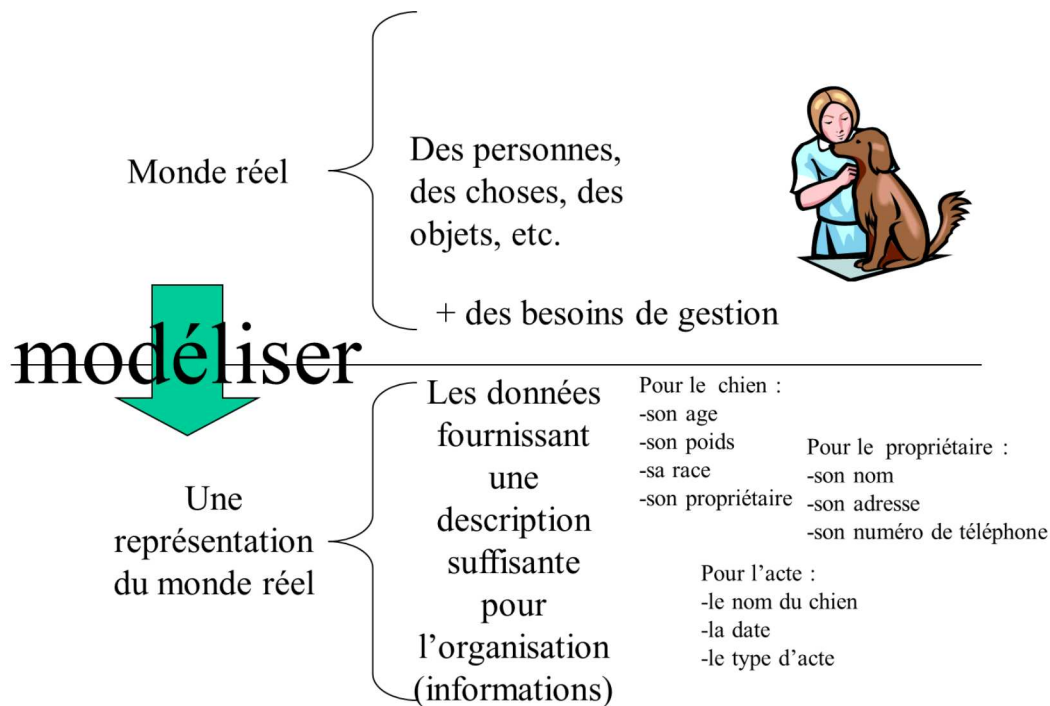 Monde réel
Des personnes,
des choses, des
objets, etc.
+ des besoins de gestion
modéliser
Une
représentation
du monde réel
Les données
fournissant
une
description
suffisante
pour
l’organisation
(informations)
Pour le chien :
-son age
-son poids
-sa race
-son propriétaire
Pour le propriétaire :
-son nom
-son adresse
-son numéro de téléphone
Pour l’acte :
-le nom du chien
-la date
-le type d’acte